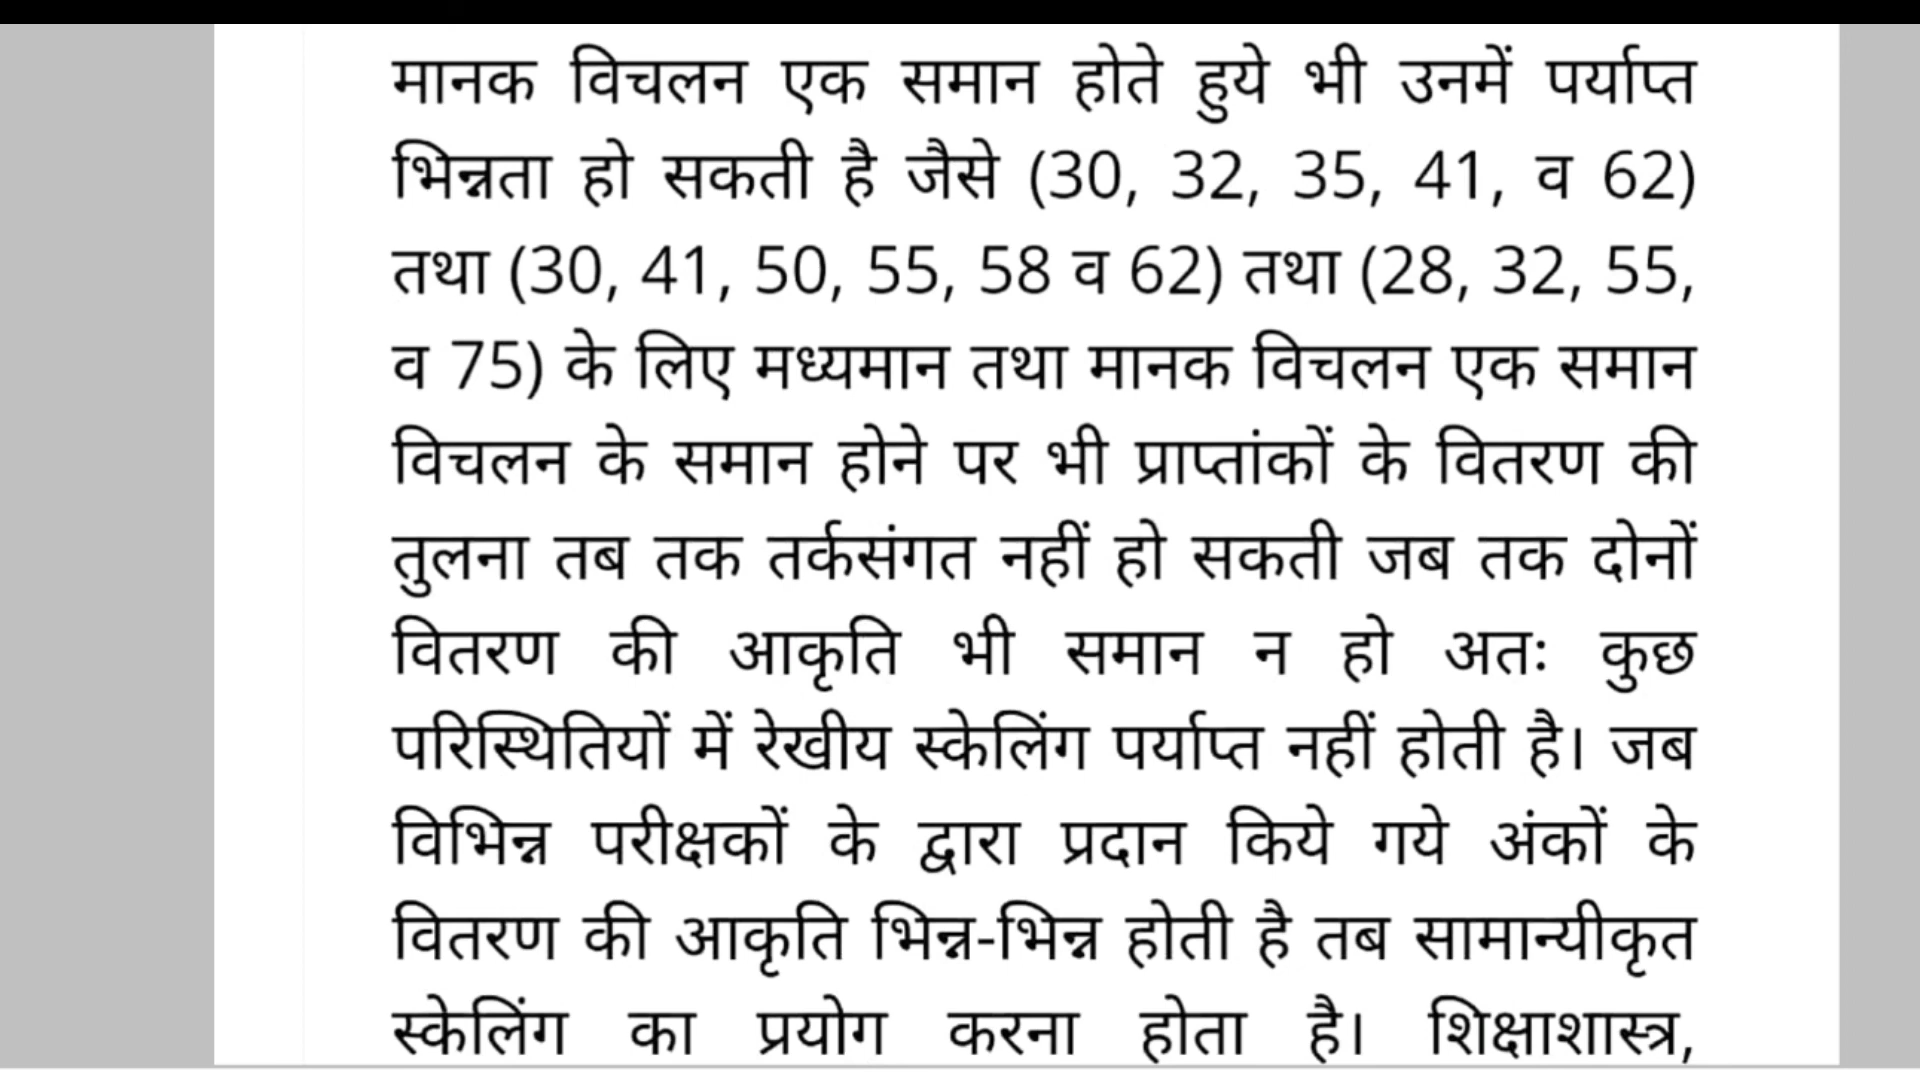 मानक विचलन एक समान होते हुये भी उनमें पर्याप्त
भिन्नता हो सकती है जैसे (30, 32, 35, 41, व 62)
तथा (30, 41, 50, 55, 58 व 62) तथा (28, 32, 55,
व 75) के लिए मध्यमान तथा मानक विचलन एक समान
विचलन के समान होने पर भी प्राप्तांकों के वितरण की
तुलना तब तक तर्कसंगत नहीं हो सकती जब तक दोनों
वितरण की आकृति भी समान न हो अतः कुछ
परिस्थितियों में रेखीय स्केलिंग पर्याप्त नहीं होती है। जब
विभिन्न परीक्षकों के द्वारा प्रदान किये गये अंकों के
वितरण की आकृति भिन्न-भिन्न होती है तब सामान्यीकृत
स्केलिंग का प्रयोग करना होता है। शिक्षाशास्त्र,